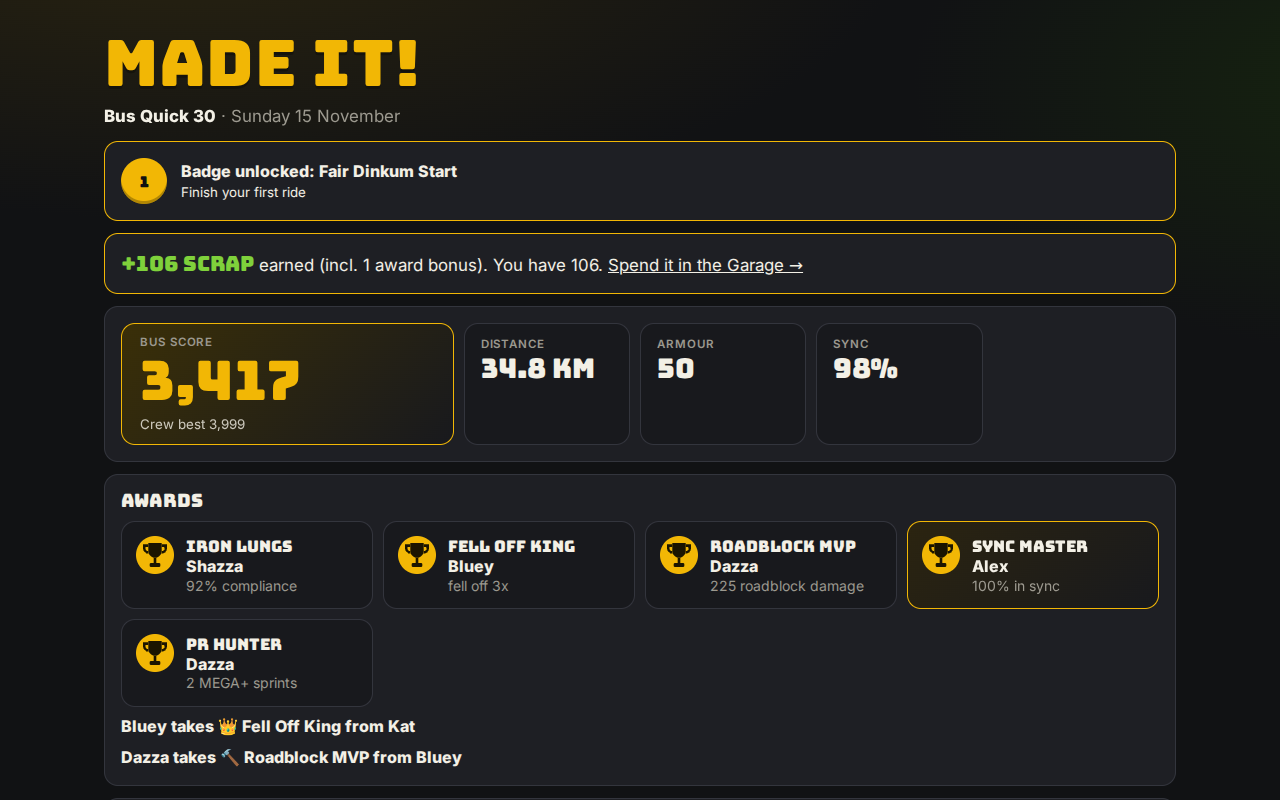 MADE IT!
Bus Quick 30 · Sunday 15 November
1
Badge unlocked: Fair Dinkum Start
Finish your first ride
+106 SCRAP earned (incl. 1 award bonus). You have 106. Spend it in the Garage →
BUS SCORE
3,417
Crew best 3,999
DISTANCE
34.8 KM
ARMOUR
50
SYNC
98%
AWARDS
IRON LUNGS
Shazza
92% compliance
FELL OFF KING
Bluey
fell off 3x
ROADBLOCK MVP
Dazza
225 roadblock damage
SYNC MASTER
Alex
100% in sync
PR HUNTER
Dazza
2 MEGA+ sprints
Bluey takes 👑 Fell Off King from Kat
Dazza takes 🔨 Roadblock MVP from Bluey